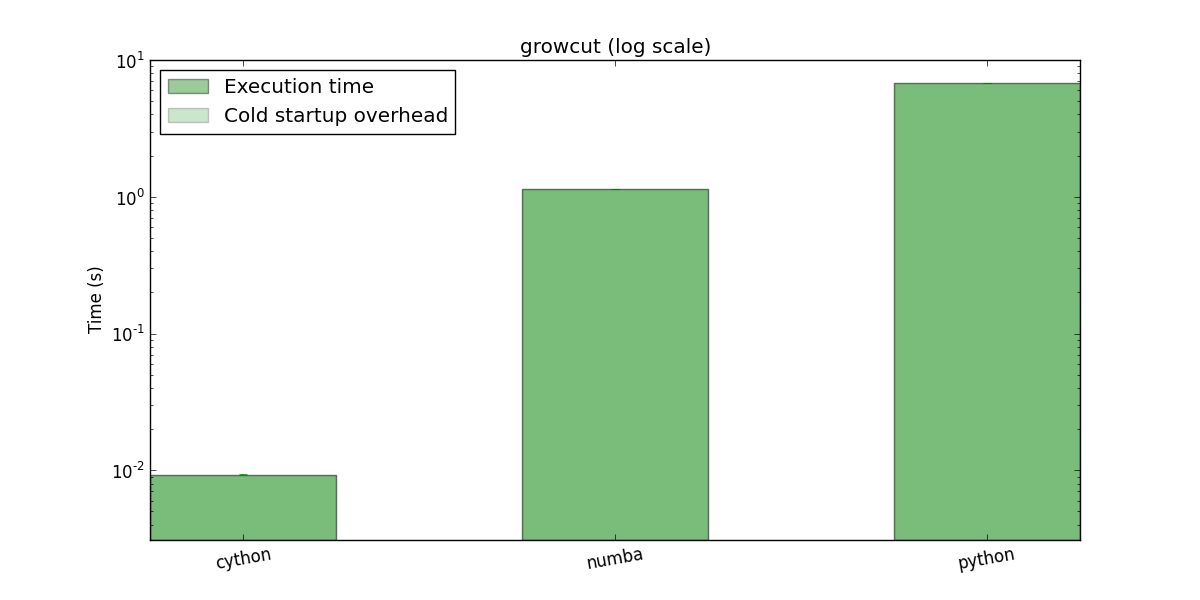 growcut (log scale)
10^1
Execution time
Cold startup overhead
10^0
Time (s)
10^-1
10^-2
cython
numba
python